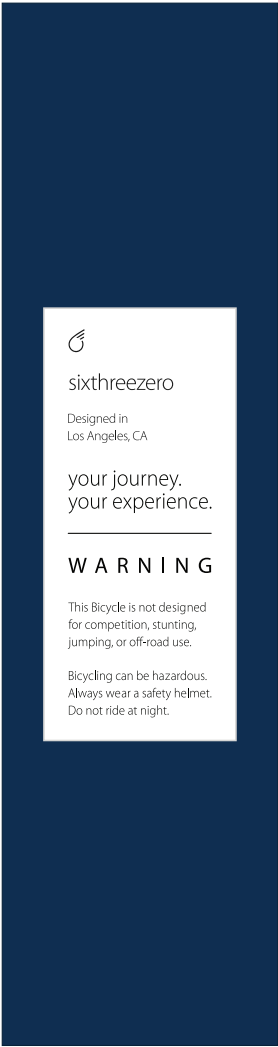 sixthreezero
Designed in
Los Angeles, CA
your journey.
your experience.
WARNING
This Bicycle is not designed
for competition, stunting,
jumping, or off-road use.
Bicycling can be hazardous.
Always wear a safety helmet.
Do not ride at night.